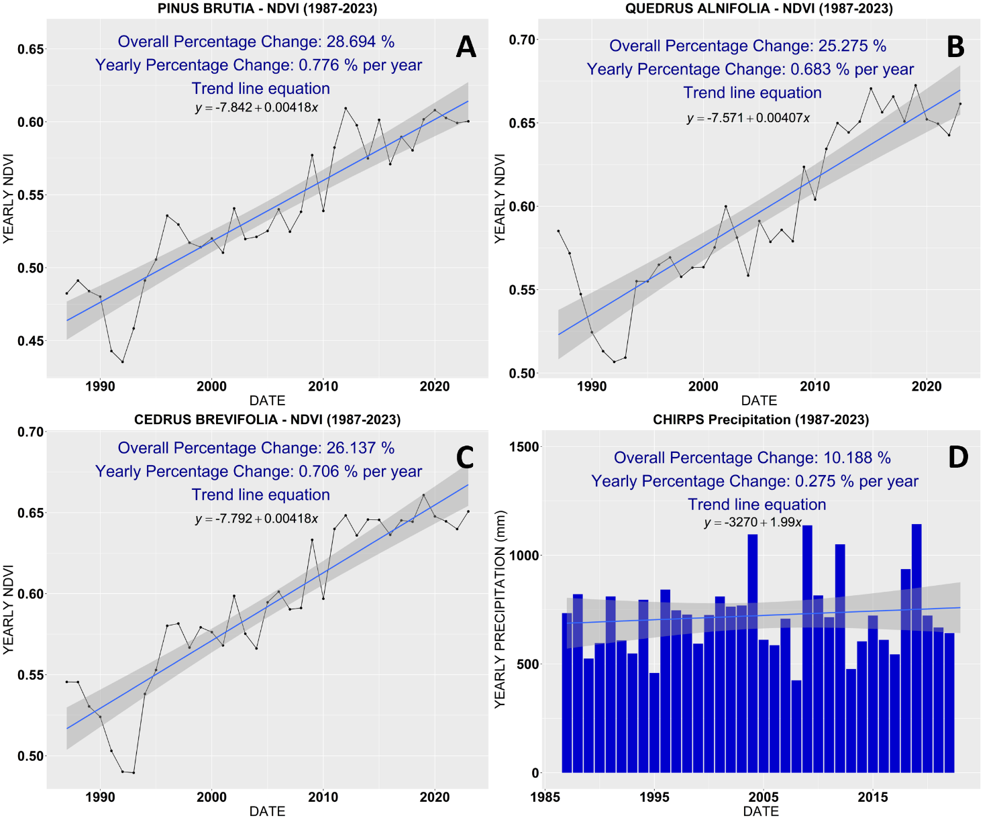 PINUS BRUTIA - NDVI (1987-2023)
A
Overall Percentage Change: 28.694 %
Yearly Percentage Change: 0.776 % per year
Trend line equation
y = -7.842 + 0.00418x
YEARLY NDVI
0.65
0.60
0.55
0.50
0.45
1990 2000 2010 2020
DATE
QUEDRUS ALNIFOLIA - NDVI (1987-2023)
B
Overall Percentage Change: 25.275 %
Yearly Percentage Change: 0.683 % per year
Trend line equation
y = -7.571 + 0.00407x
YEARLY NDVI
0.70
0.65
0.60
0.55
0.50
1990 2000 2010 2020
DATE
CEDRUS BREVIFOLIA - NDVI (1987-2023)
C
Overall Percentage Change: 26.137 %
Yearly Percentage Change: 0.706 % per year
Trend line equation
y = -7.792 + 0.00418x
YEARLY NDVI
0.70
0.65
0.60
0.55
0.50
1990 2000 2010 2020
DATE
CHIRPS Precipitation (1987-2023)
D
Overall Percentage Change: 10.188 %
Yearly Percentage Change: 0.275 % per year
Trend line equation
y = -3270 + 1.99x
YEARLY PRECIPITATION (mm)
1500
1000
500
0
1985 1995 2005 2015
DATE